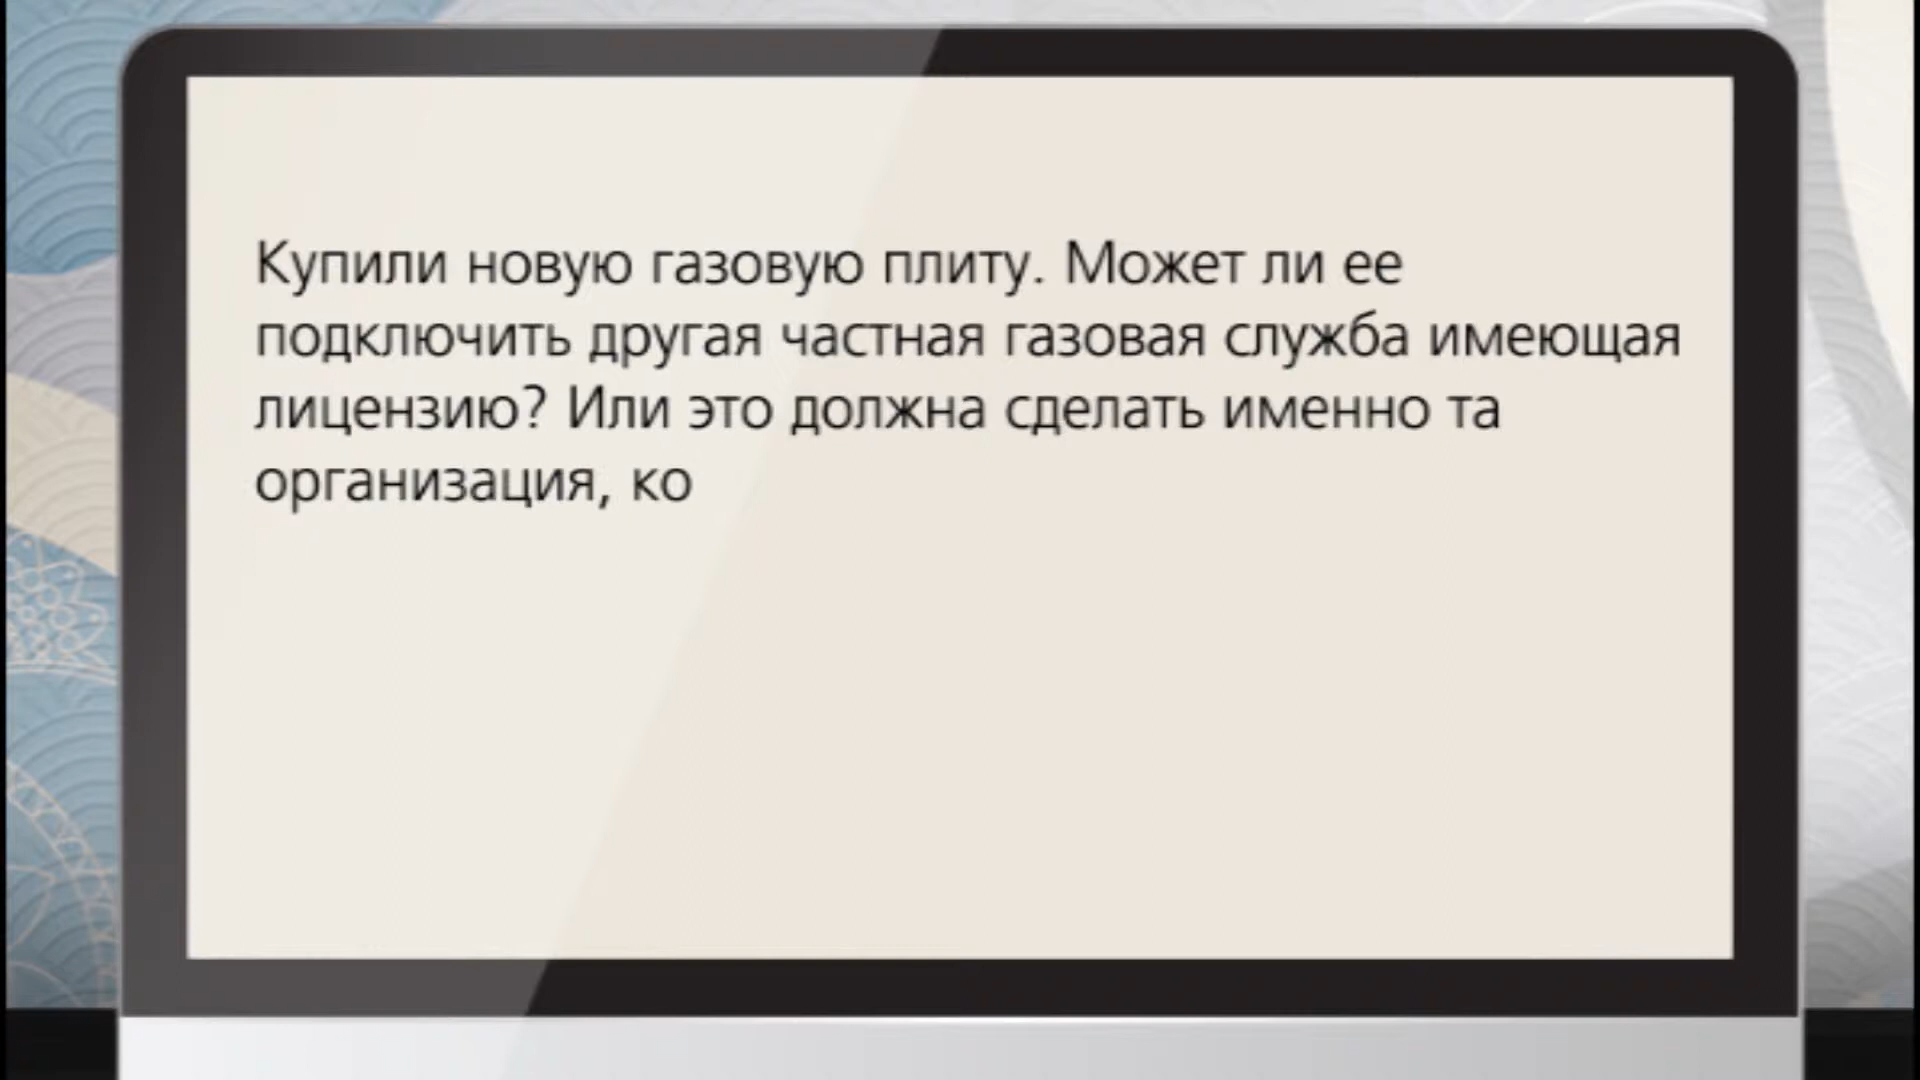 Купили новую газовую плиту. Может ли ее
подключить другая частная газовая служба имеющая
лицензию? Или это должна сделать именно та
организация, ко